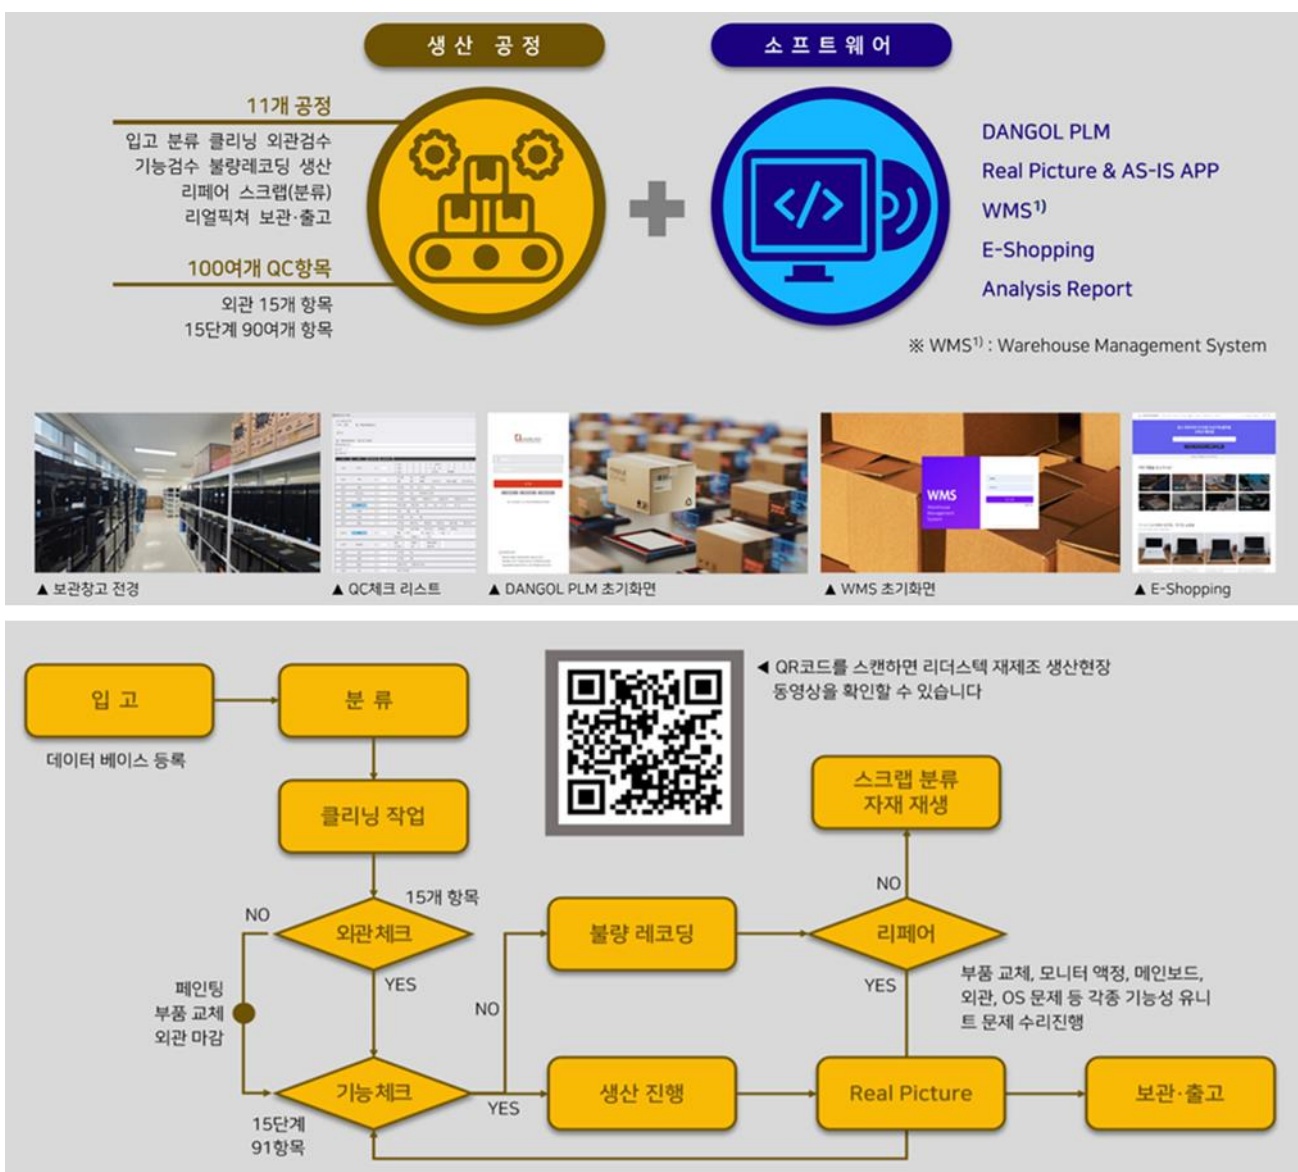 생산 공정
소프트웨어
11개 공정
입고 분류 클리닝 외관검수
기능검수 불량레코딩 생산
리페어 스크랩(분류)
리얼픽쳐 보관·출고
100여개 QC항목
외관 15개 항목
15단계 90여개 항목
DANGOL PLM
Real Picture & AS-IS APP
WMS¹⁾
E-Shopping
Analysis Report
※ WMS¹⁾ : Warehouse Management System
WMS
Warehouse
Management
System
▲ 보관창고 전경
▲ QC체크 리스트
▲ DANGOL PLM 초기화면
▲ WMS 초기화면
▲ E-Shopping
입 고
분 류
◀ QR코드를 스캔하면 리더스텍 재제조 생산현장
동영상을 확인할 수 있습니다
데이터 베이스 등록
클리닝 작업
스크랩 분류
자재 재생
15개 항목
NO
NO
외관체크
불량 레코딩
리페어
YES
YES
페인팅
부품 교체
외관 마감
NO
부품 교체, 모니터 액정, 메인보드,
외관, OS 문제 등 각종 기능성 유니
트 문제 수리진행
기능체크
YES
생산 진행
Real Picture
보관·출고
15단계
91항목